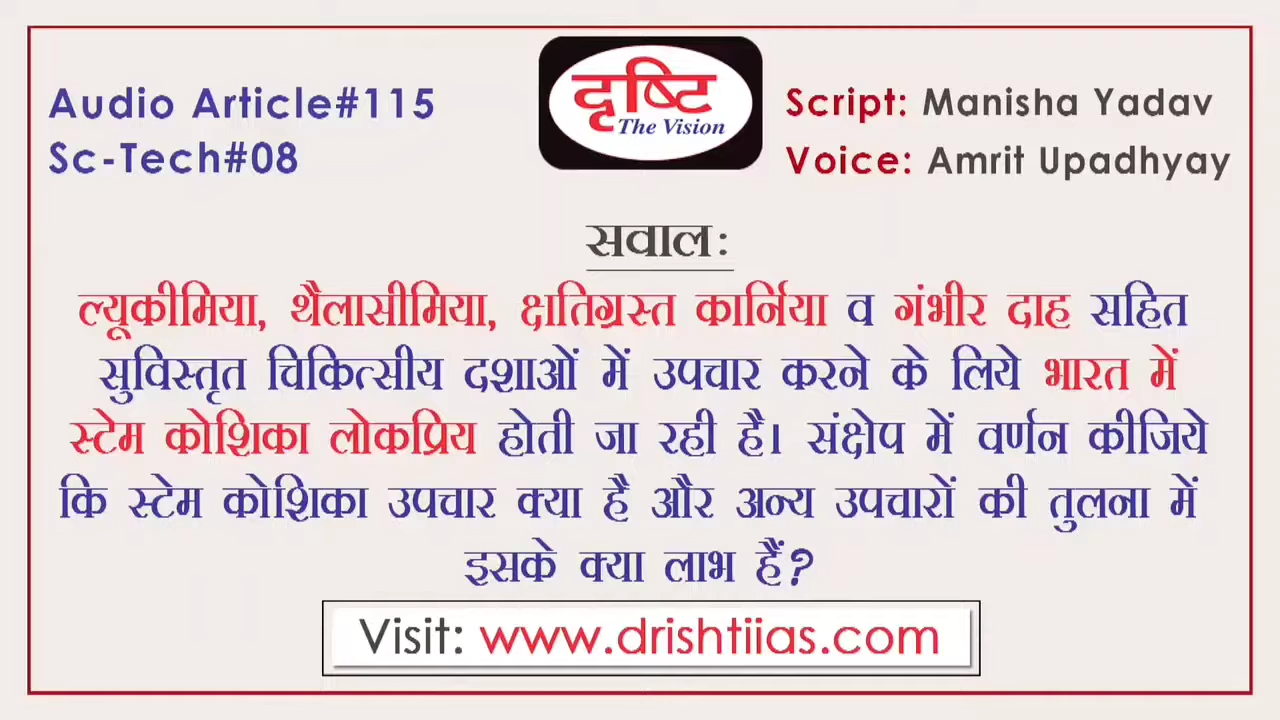 Audio Article#115
Sc-Tech#08
दृष्टि
The Vision
Script: Manisha Yadav
Voice: Amrit Upadhyay
सवाल:
ल्यूकीमिया, थैलासीमिया, क्षतिग्रस्त कार्निया व गंभीर दाह सहित
सुविस्तृत चिकित्सीय दशाओं में उपचार करने के लिये भारत में
स्टेम कोशिका लोकप्रिय होती जा रही है। संक्षेप में वर्णन कीजिये
कि स्टेम कोशिका उपचार क्या है और अन्य उपचारों की तुलना में
इसके क्या लाभ हैं?
Visit: www.drishtiias.com